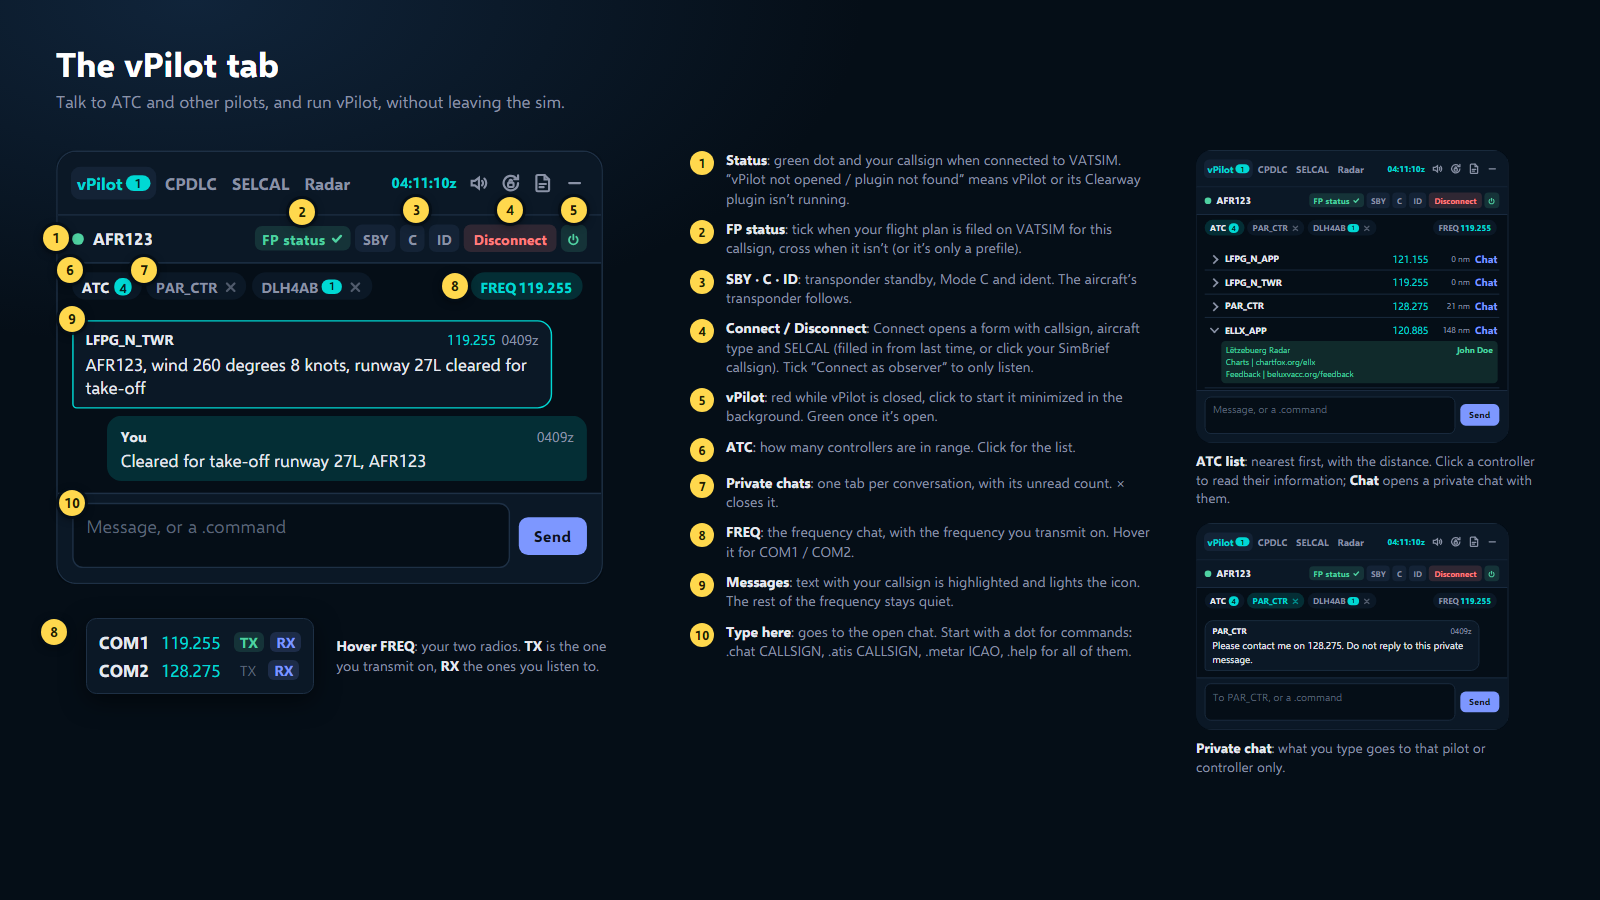 The vPilot tab
Talk to ATC and other pilots, and run vPilot, without leaving the sim.
vPilot 1 CPDLC SELCAL Radar 04:11:10z
2 3 4 5
1 AFR123 FP status ✓ SBY C ID Disconnect
6 7
ATC 4 PAR_CTR × DLH4AB 1 × 8 FREQ 119.255
9
LFPG_N_TWR 119.255 0409z
AFR123, wind 260 degrees 8 knots, runway 27L cleared for
take-off
You 0409z
Cleared for take-off runway 27L, AFR123
10
Message, or a .command
Send
8
COM1 119.255 TX RX
COM2 128.275 TX RX
Hover FREQ: your two radios. TX is the one
you transmit on, RX the ones you listen to.
1 Status: green dot and your callsign when connected to VATSIM.
"vPilot not opened / plugin not found" means vPilot or its Clearway
plugin isn't running.
2 FP status: tick when your flight plan is filed on VATSIM for this
callsign, cross when it isn't (or it's only a prefile).
3 SBY · C · ID: transponder standby, Mode C and ident. The aircraft's
transponder follows.
4 Connect / Disconnect: Connect opens a form with callsign, aircraft
type and SELCAL (filled in from last time, or click your SimBrief
callsign). Tick "Connect as observer" to only listen.
5 vPilot: red while vPilot is closed, click to start it minimized in the
background. Green once it's open.
6 ATC: how many controllers are in range. Click for the list.
7 Private chats: one tab per conversation, with its unread count. ×
closes it.
8 FREQ: the frequency chat, with the frequency you transmit on. Hover
it for COM1 / COM2.
9 Messages: text with your callsign is highlighted and lights the icon.
The rest of the frequency stays quiet.
10 Type here: goes to the open chat. Start with a dot for commands:
.chat CALLSIGN, .atis CALLSIGN, .metar ICAO, .help for all of them.
vPilot 1 CPDLC SELCAL Radar 04:11:10z
AFR123 FP status ✓ SBY C ID Disconnect
ATC 4 PAR_CTR × DLH4AB 1 × FREQ 119.255
LFPG_N_APP 121.155 0 nm Chat
LFPG_N_TWR 119.255 0 nm Chat
PAR_CTR 128.275 21 nm Chat
ELLX_APP 120.885 148 nm Chat
Lëtzebuerg Radar John Doe
Charts | chartfox.org/ellx
Feedback | beluxvacc.org/feedback
Message, or a .command
Send
ATC list: nearest first, with the distance. Click a controller
to read their information; Chat opens a private chat with
them.
vPilot 1 CPDLC SELCAL Radar 04:11:10z
AFR123 FP status ✓ SBY C ID Disconnect
ATC 4 PAR_CTR × DLH4AB 1 × FREQ 119.255
PAR_CTR 0409z
Please contact me on 128.275. Do not reply to this private
message.
To PAR_CTR, or a .command
Send
Private chat: what you type goes to that pilot or
controller only.